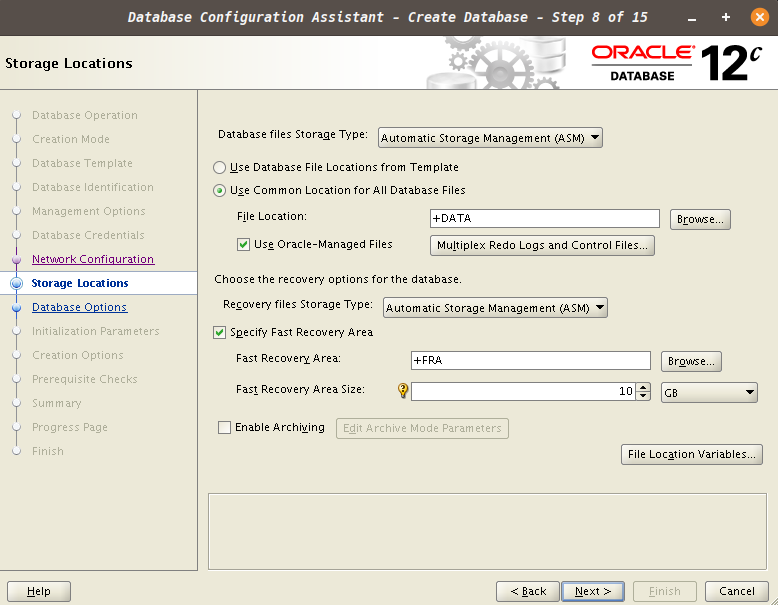 Database Configuration Assistant - Create Database - Step 8 of 15
Storage Locations
ORACLE
DATABASE
12c
Database Operation
Creation Mode
Database Template
Database Identification
Management Options
Database Credentials
Network Configuration
Storage Locations
Database Options
Initialization Parameters
Creation Options
Prerequisite Checks
Summary
Progress Page
Finish
Database files Storage Type: Automatic Storage Management (ASM)
Use Database File Locations from Template
Use Common Location for All Database Files
File Location: +DATA Browse...
Use Oracle-Managed Files Multiplex Redo Logs and Control Files...
Choose the recovery options for the database.
Recovery files Storage Type: Automatic Storage Management (ASM)
Specify Fast Recovery Area
Fast Recovery Area: +FRA Browse...
Fast Recovery Area Size: 10 GB
Enable Archiving Edit Archive Mode Parameters
File Location Variables...
Help < Back Next > Finish Cancel